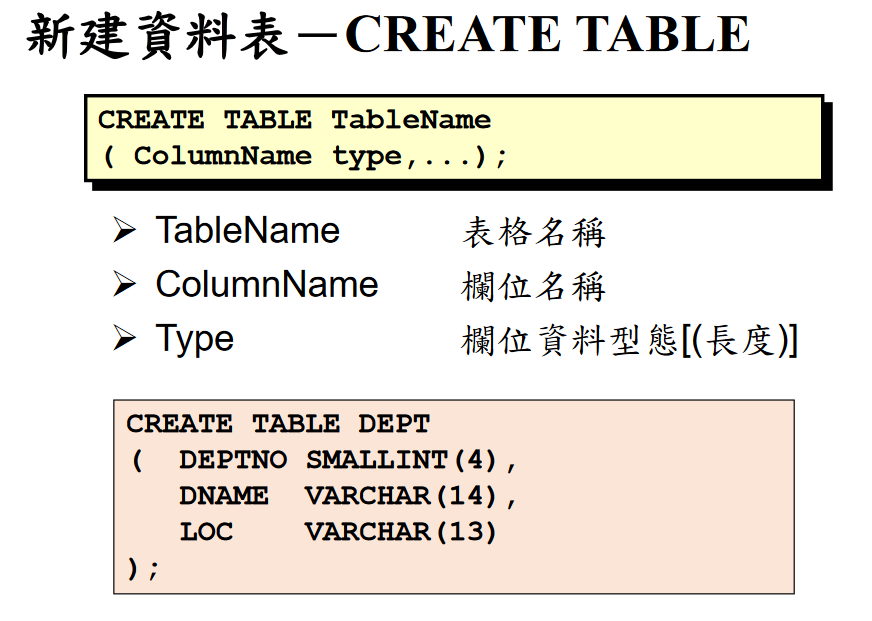 新建資料表－CREATE TABLE
CREATE TABLE TableName
( ColumnName type,...);
➢ TableName 表格名稱
➢ ColumnName 欄位名稱
➢ Type 欄位資料型態[(長度)]
CREATE TABLE DEPT
( DEPTNO SMALLINT(4),
DNAME VARCHAR(14),
LOC VARCHAR(13)
);